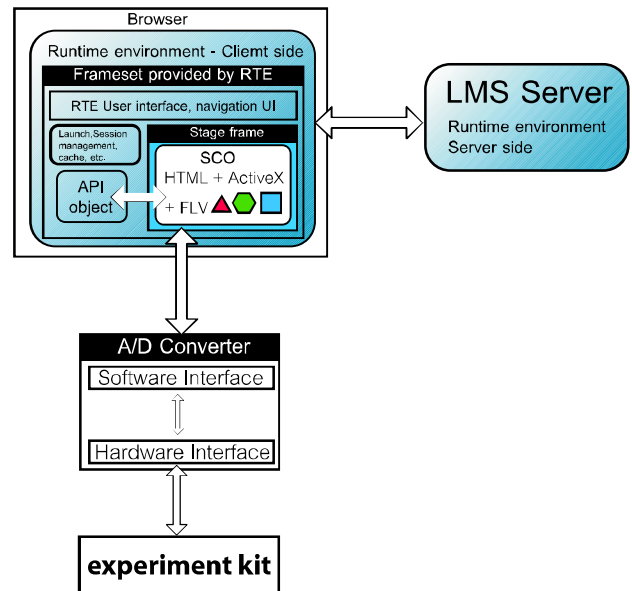 Browser
Runtime environment - Cliemt side
Frameset provided by RTE
RTE User interface, navigation UI
Launch,Session
management,
cache, etc.
API
object
Stage frame
SCO
HTML + ActiveX
+ FLV
LMS Server
Runtime environment
Server side
A/D Converter
Software Interface
Hardware Interface
experiment kit